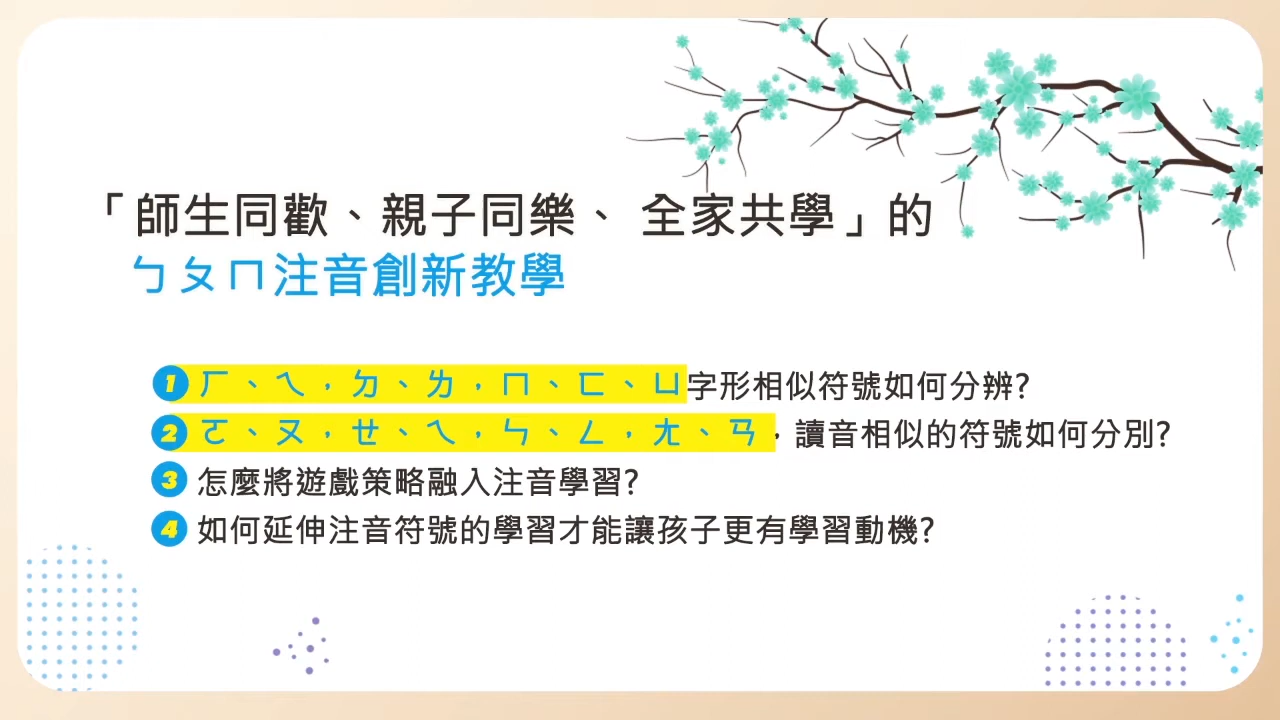 「師生同歡、親子同樂、 全家共學」的
ㄅㄆㄇ注音創新教學
1 ㄏ、ㄟ，ㄉ、ㄌ，ㄇ、ㄈ、ㄩ字形相似符號如何分辨?
2 ㄛ、ㄡ，ㄝ、ㄟ，ㄣ、ㄥ，ㄤ、ㄢ，讀音相似的符號如何分別?
3 怎麼將遊戲策略融入注音學習?
4 如何延伸注音符號的學習才能讓孩子更有學習動機?